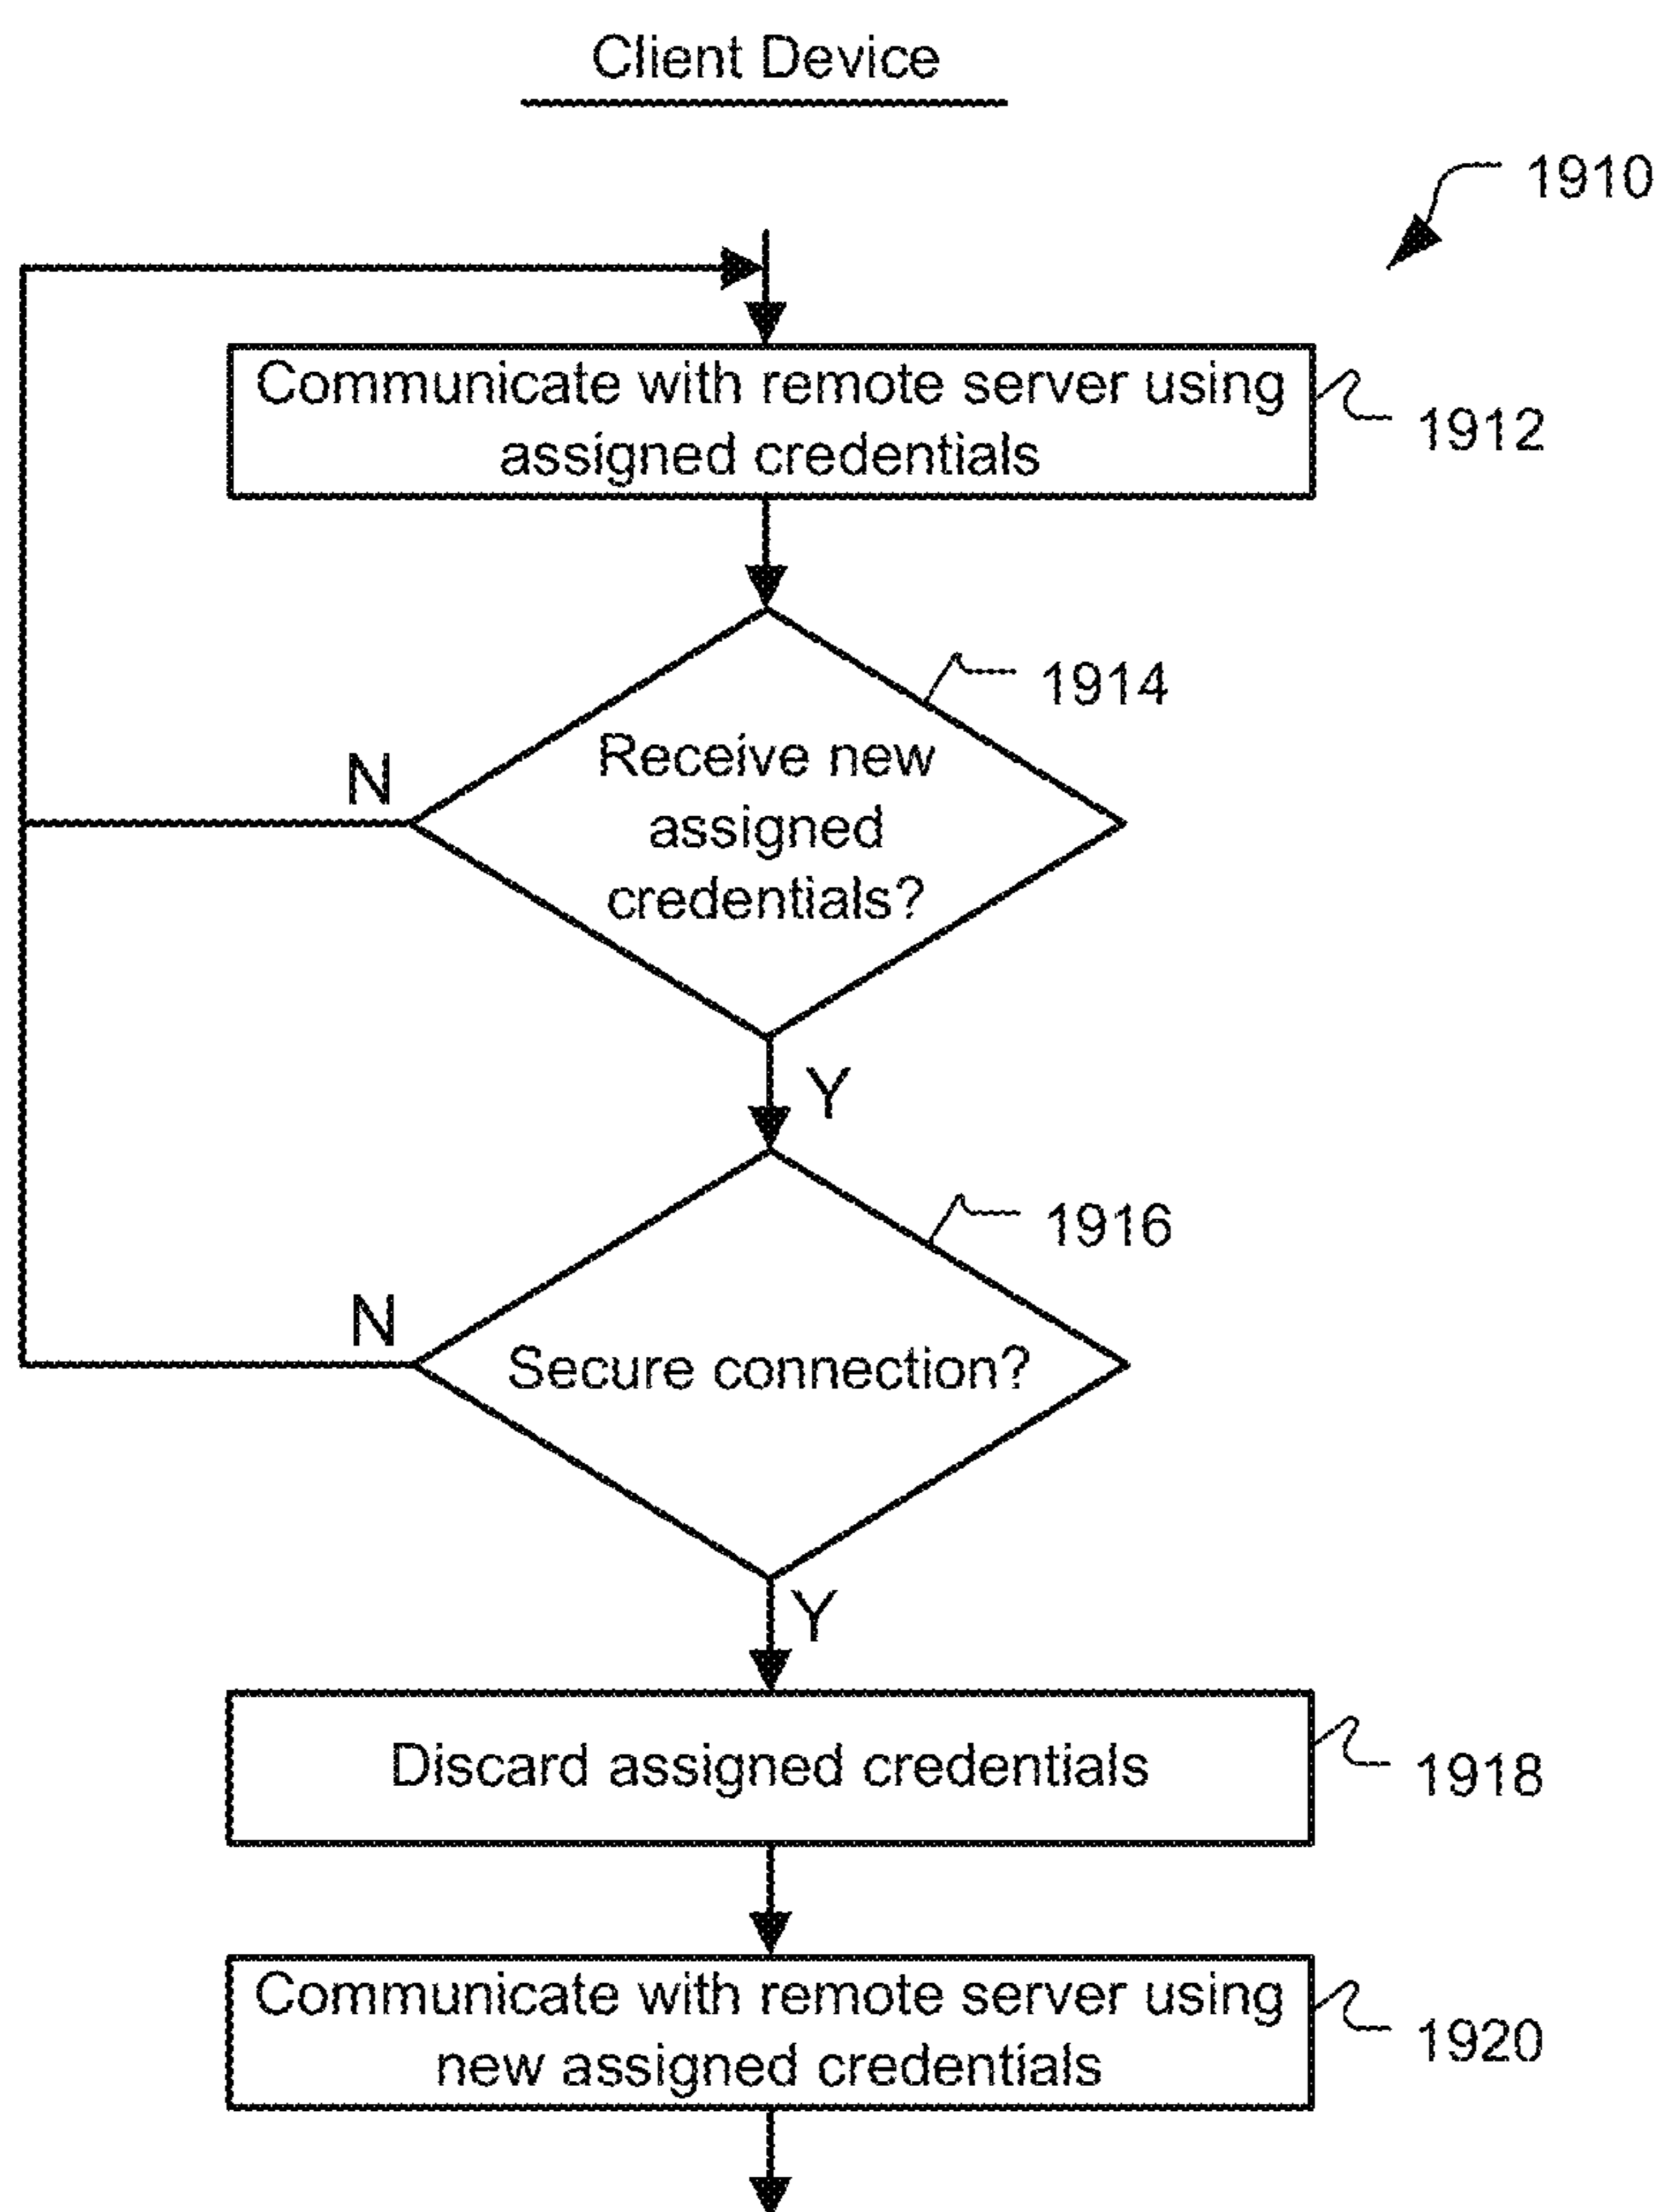 Client Device
1910
Communicate with remote server using
assigned credentials
1912
1914
Receive new
assigned
credentials?
N
Y
1916
Secure connection?
N
Y
Discard assigned credentials
1918
Communicate with remote server using
new assigned credentials
1920